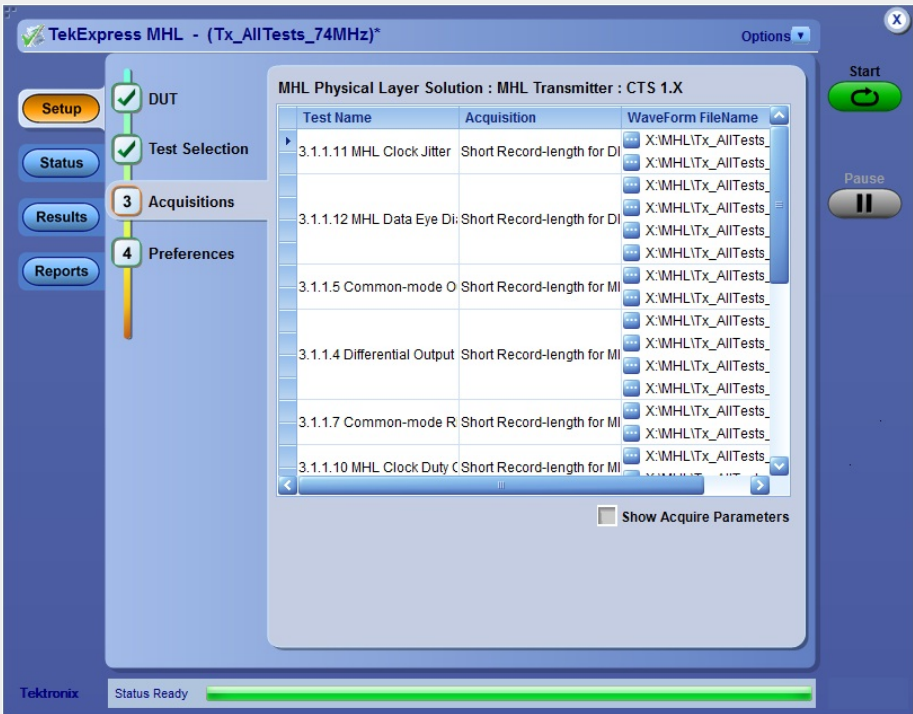 TekExpress MHL - (Tx_AllTests_74MHz)*
Options
X
Setup
Status
Results
Reports
DUT
Test Selection
3 Acquisitions
4 Preferences
MHL Physical Layer Solution : MHL Transmitter : CTS 1.X
Test Name Acquisition WaveForm FileName
3.1.1.11 MHL Clock Jitter Short Record-length for DI
X:\MHL\Tx_AllTests_
X:\MHL\Tx_AllTests_
3.1.1.12 MHL Data Eye Di Short Record-length for DI
X:\MHL\Tx_AllTests_
X:\MHL\Tx_AllTests_
X:\MHL\Tx_AllTests_
X:\MHL\Tx_AllTests_
3.1.1.5 Common-mode O Short Record-length for MI
X:\MHL\Tx_AllTests_
X:\MHL\Tx_AllTests_
3.1.1.4 Differential Output Short Record-length for MI
X:\MHL\Tx_AllTests_
X:\MHL\Tx_AllTests_
X:\MHL\Tx_AllTests_
X:\MHL\Tx_AllTests_
3.1.1.7 Common-mode R Short Record-length for MI
X:\MHL\Tx_AllTests_
X:\MHL\Tx_AllTests_
3.1.1.10 MHL Clock Duty C Short Record-length for MI
X:\MHL\Tx_AllTests_
Show Acquire Parameters
Start
Pause
Tektronix
Status Ready